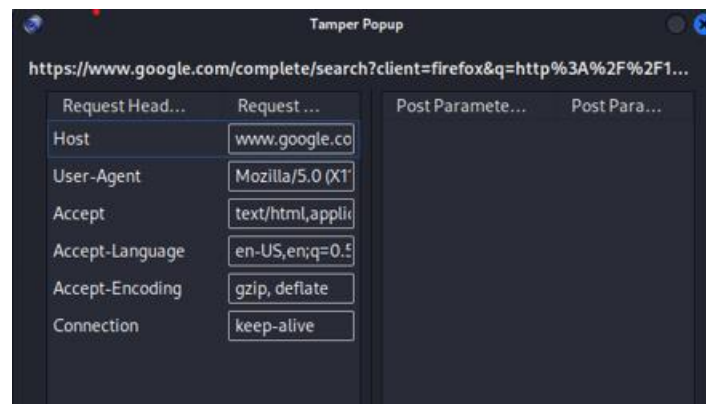 Tamper Popup
https://www.google.com/complete/search?client=firefox&q=http%3A%2F%2F1...
Request Head... Request ... Post Paramete... Post Para...
Host www.google.co
User-Agent Mozilla/5.0 (X1
Accept text/html,appli
Accept-Language en-US,en;q=0.5
Accept-Encoding gzip, deflate
Connection keep-alive